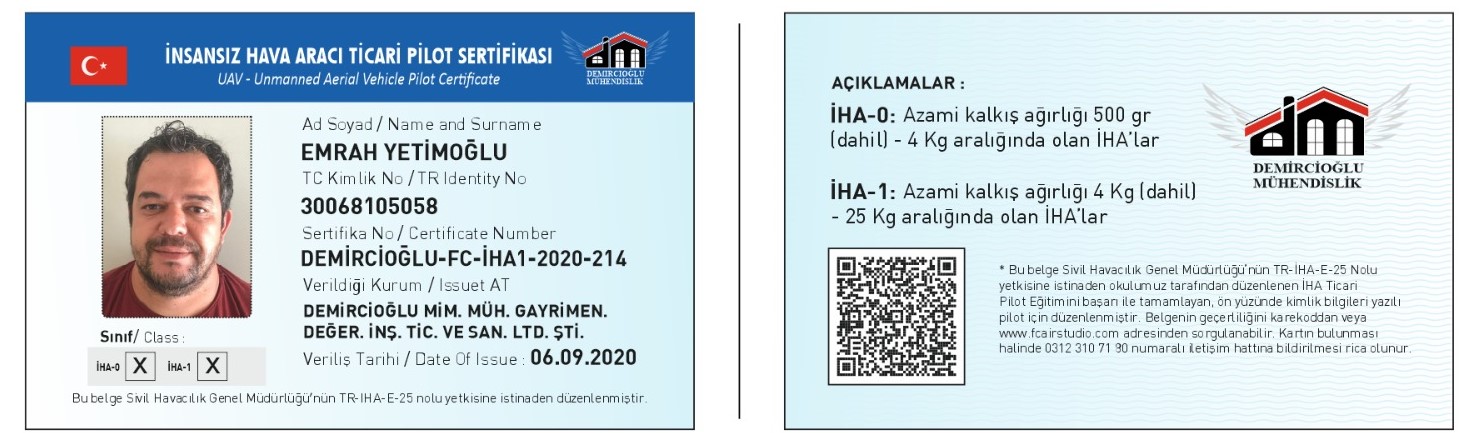 İNSANSIZ HAVA ARACI TİCARİ PİLOT SERTİFİKASI
UAV - Unmanned Aerial Vehicle Pilot Certificate
DEMIRCIOGLU
MÜHENDISLIK
Ad Soyad / Name and Surname
EMRAH YETİMOĞLU
TC Kimlik No / TR Identity No
30068105058
Sertifika No / Certificate Number
DEMİRCİOĞLU-FC-İHA1-2020-214
Verildiği Kurum / Issuet AT
DEMİRCİOĞLU MİM. MÜH. GAYRİMEN.
DEĞER. İNŞ. TİC. VE SAN. LTD. ŞTİ.
Veriliş Tarihi / Date Of Issue : 06.09.2020
Sınıf/ Class :
İHA-0 X İHA-1 X
Bu belge Sivil Havacılık Genel Müdürlüğü'nün TR-IHA-E-25 nolu yetkisine istinaden düzenlenmiştir.
AÇIKLAMALAR :
İHA-0: Azami kalkış ağırlığı 500 gr
(dahil) - 4 Kg aralığında olan İHA'lar
İHA-1: Azami kalkış ağırlığı 4 Kg (dahil)
- 25 Kg aralığında olan İHA'lar
DEMİRCİOĞLU
MÜHENDİSLİK
* Bu belge Sivil Havacılık Genel Müdürlüğü'nün TR-İHA-E-25 Nolu
yetkisine istinaden okulumuz tarafından düzenlenen İHA Ticari
Pilot Eğitimini başarı ile tamamlayan, ön yüzünde kimlik bilgileri yazılı
pilot için düzenlenmiştir. Belgenin geçerliliğini karekoddan veya
www.fcairstudio.com adresinden sorgulanabilir. Kartın bulunması
halinde 0312 310 71 90 numaralı iletişim hattına bildirilmesi rica olunur.